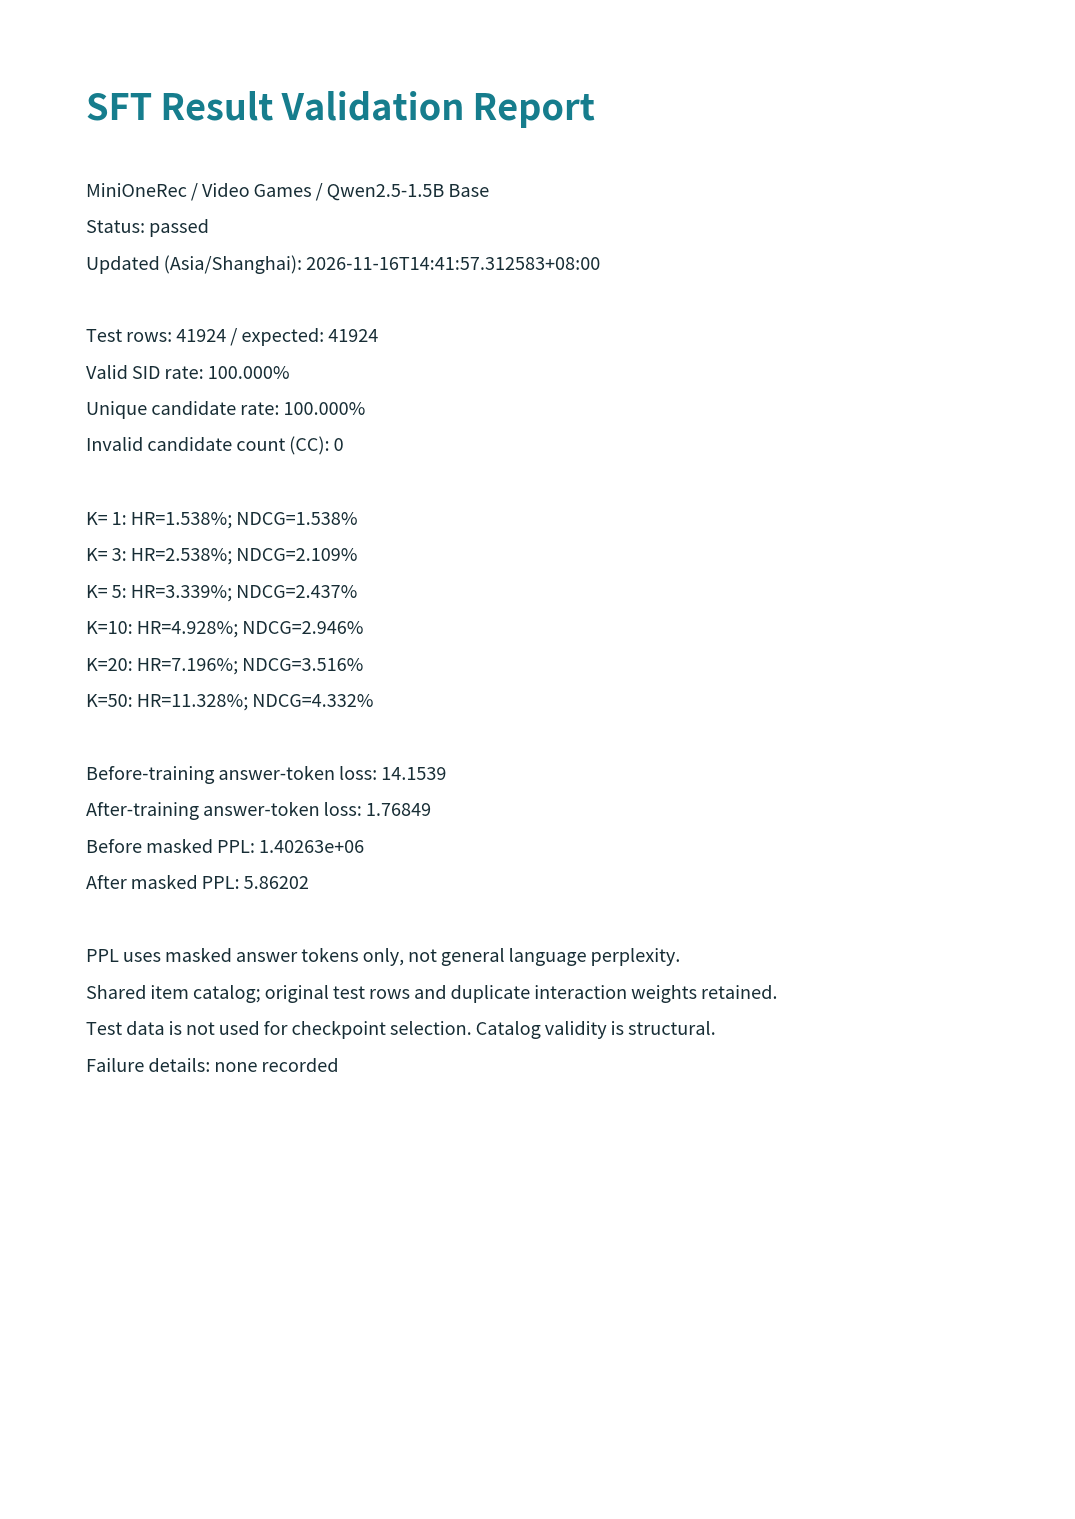 SFT Result Validation Report
MiniOneRec / Video Games / Qwen2.5-1.5B Base
Status: passed
Updated (Asia/Shanghai): 2026-11-16T14:41:57.312583+08:00
Test rows: 41924 / expected: 41924
Valid SID rate: 100.000%
Unique candidate rate: 100.000%
Invalid candidate count (CC): 0
K= 1: HR=1.538%; NDCG=1.538%
K= 3: HR=2.538%; NDCG=2.109%
K= 5: HR=3.339%; NDCG=2.437%
K=10: HR=4.928%; NDCG=2.946%
K=20: HR=7.196%; NDCG=3.516%
K=50: HR=11.328%; NDCG=4.332%
Before-training answer-token loss: 14.1539
After-training answer-token loss: 1.76849
Before masked PPL: 1.40263e+06
After masked PPL: 5.86202
PPL uses masked answer tokens only, not general language perplexity.
Shared item catalog; original test rows and duplicate interaction weights retained.
Test data is not used for checkpoint selection. Catalog validity is structural.
Failure details: none recorded